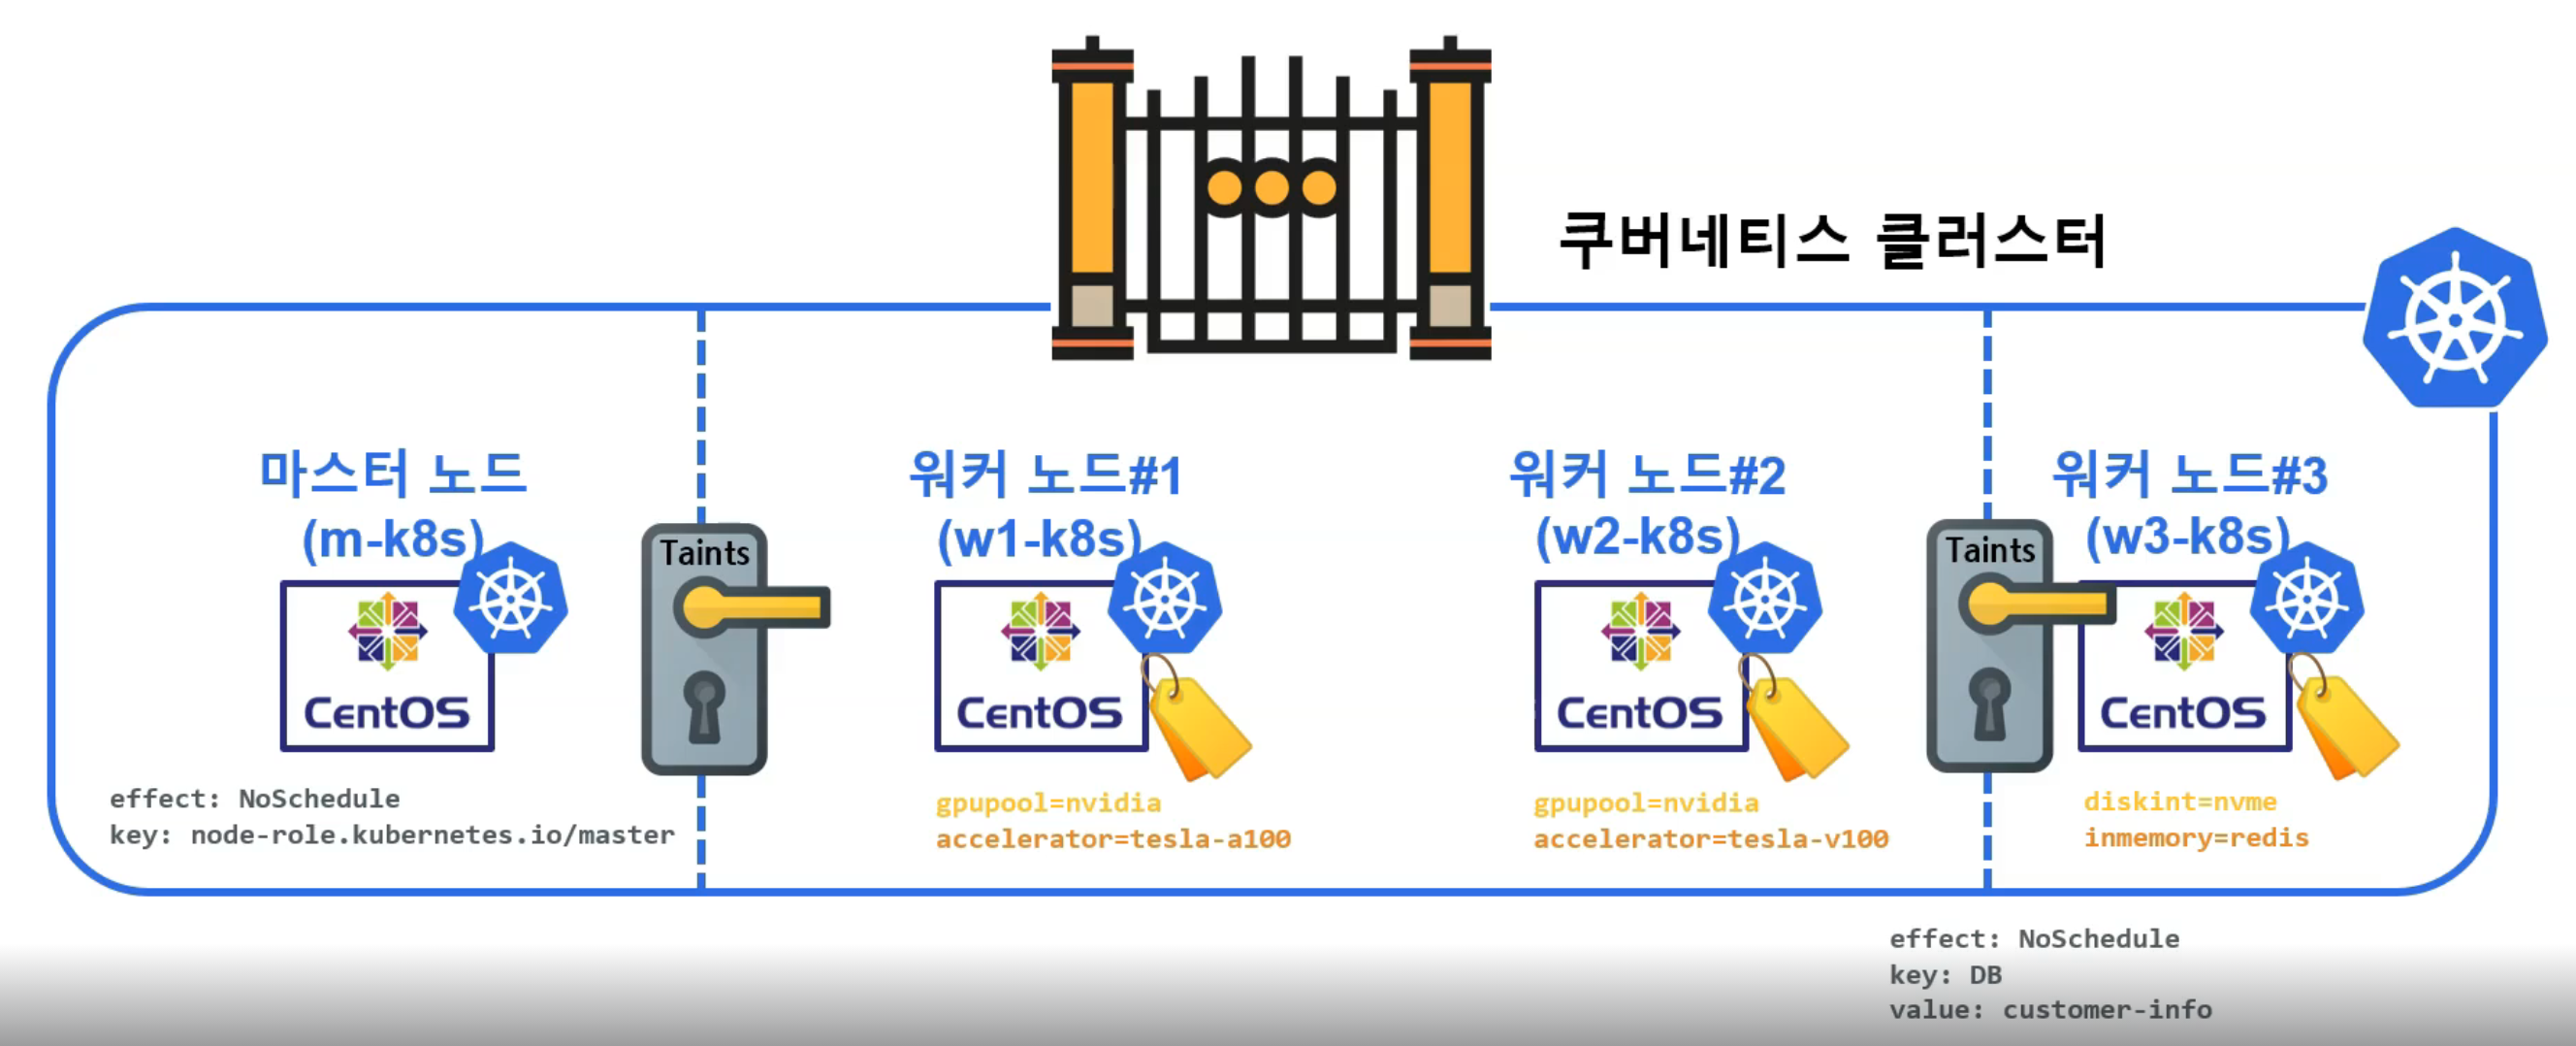 쿠버네티스 클러스터
마스터 노드
(m-k8s)
Taints
CentOS
effect: NoSchedule
key: node-role.kubernetes.io/master
워커 노드#1
(w1-k8s)
CentOS
gpupool=nvidia
accelerator=tesla-a100
워커 노드#2
(w2-k8s)
CentOS
gpupool=nvidia
accelerator=tesla-v100
Taints
워커 노드#3
(w3-k8s)
CentOS
diskint=nvme
inmemory=redis
effect: NoSchedule
key: DB
value: customer-info